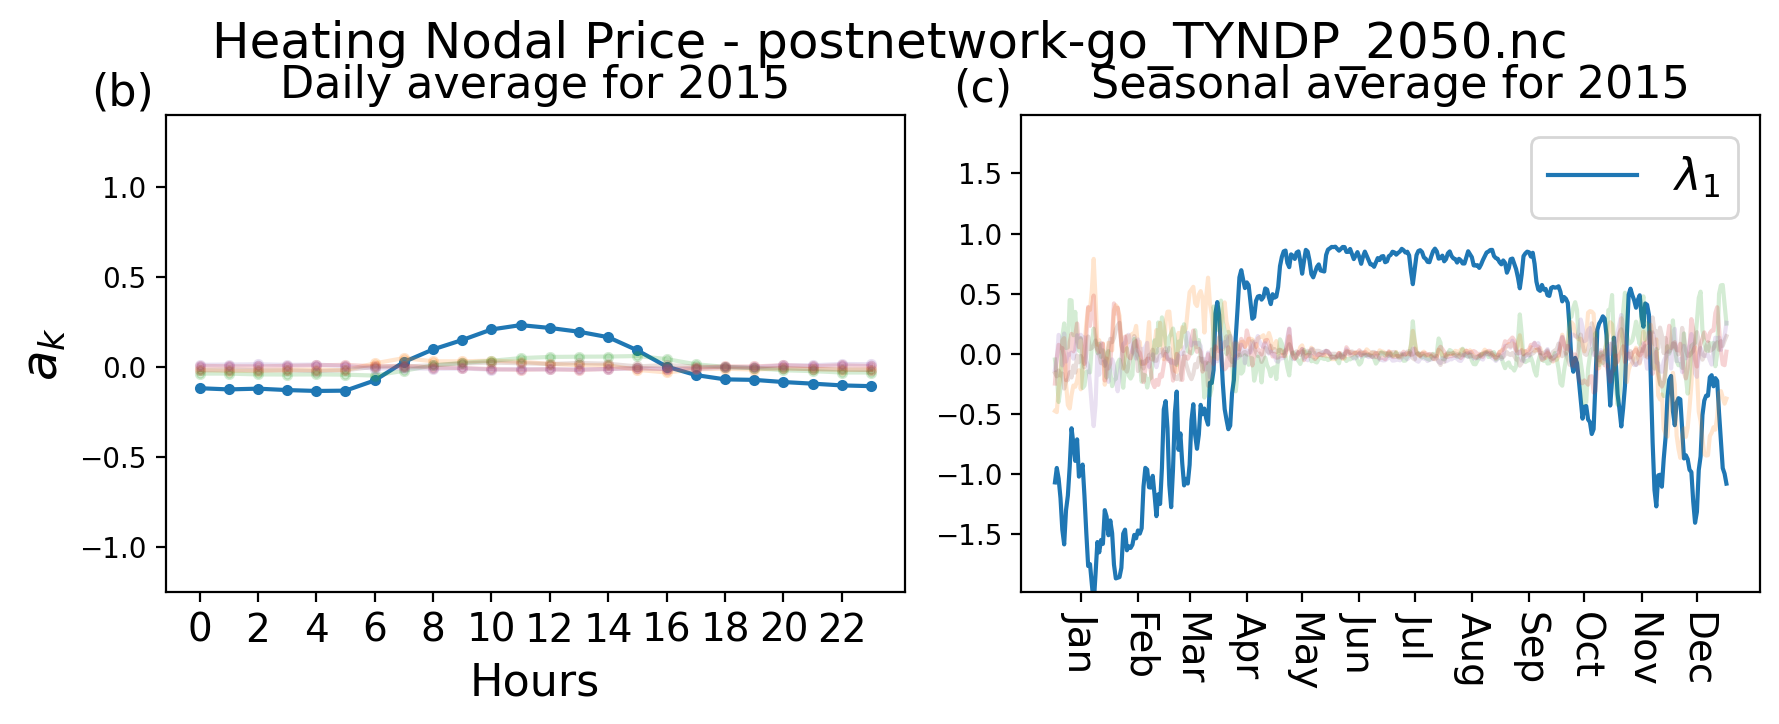 Heating Nodal Price - postnetwork-go_TYNDP_2050.nc
(b)
Daily average for 2015
1.0
0.5
0.0
−0.5
−1.0
a_k
0 2 4 6 8 10 12 14 16 18 20 22
Hours
(c)
Seasonal average for 2015
λ₁
1.5
1.0
0.5
0.0
−0.5
−1.0
−1.5
Jan Feb Mar Apr May Jun Jul Aug Sep Oct Nov Dec